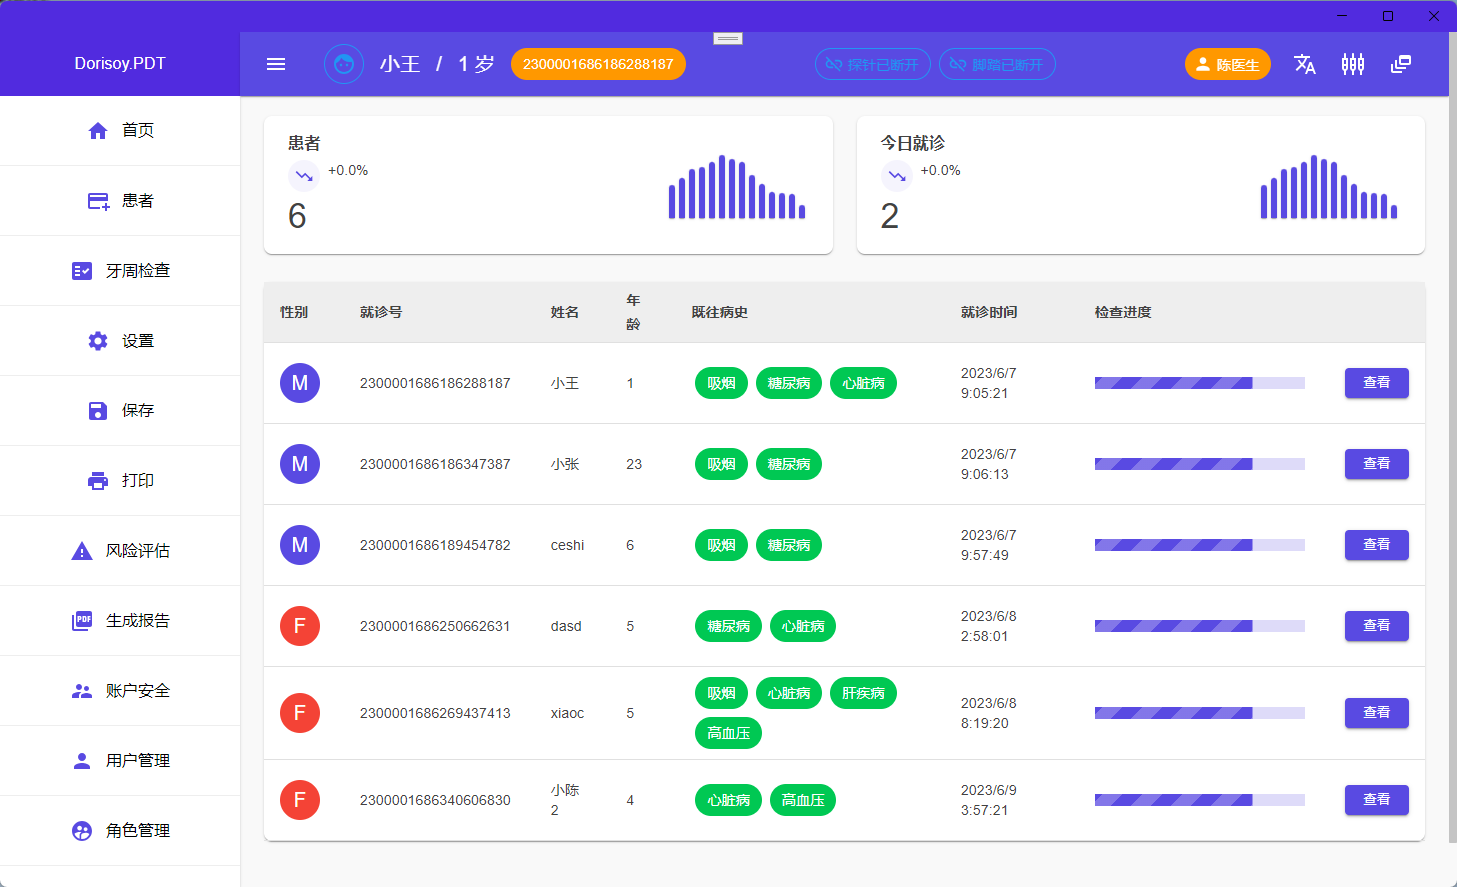 Dorisoy.PDT
小王 / 1 岁 2300001686186288187 探针已断开 脚踏已断开 陈医生
首页
患者
牙周检查
设置
保存
打印
风险评估
PDF 生成报告
账户安全
用户管理
角色管理
患者
+0.0%
6
今日就诊
+0.0%
2
性别 就诊号 姓名 年龄 既往病史 就诊时间 检查进度
M 2300001686186288187 小王 1 吸烟 糖尿病 心脏病 2023/6/7 9:05:21 查看
M 2300001686186347387 小张 23 吸烟 糖尿病 2023/6/7 9:06:13 查看
M 2300001686189454782 ceshi 6 吸烟 糖尿病 2023/6/7 9:57:49 查看
F 2300001686250662631 dasd 5 糖尿病 心脏病 2023/6/8 2:58:01 查看
F 2300001686269437413 xiaoc 5 吸烟 心脏病 肝疾病 高血压 2023/6/8 8:19:20 查看
F 2300001686340606830 小陈2 4 心脏病 高血压 2023/6/9 3:57:21 查看